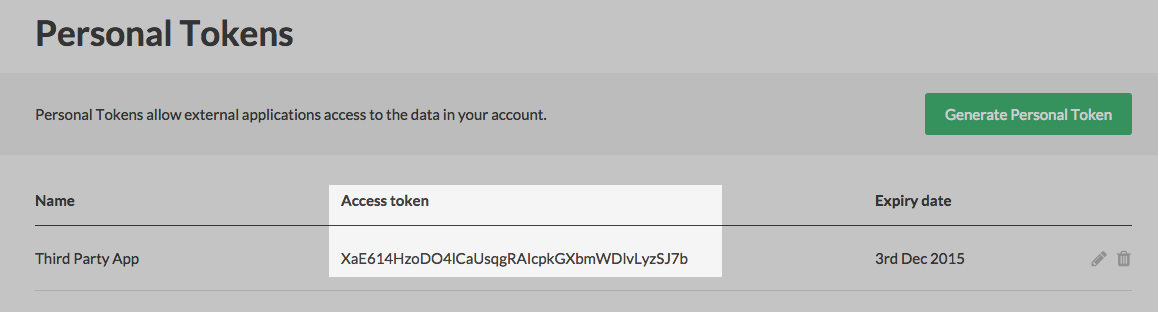 Personal Tokens
Personal Tokens allow external applications access to the data in your account.
Generate Personal Token
Name Access token Expiry date
Third Party App XaE614HzoDO4lCaUsqgRAIcpkGXbmWDlvLyzSJ7b 3rd Dec 2015